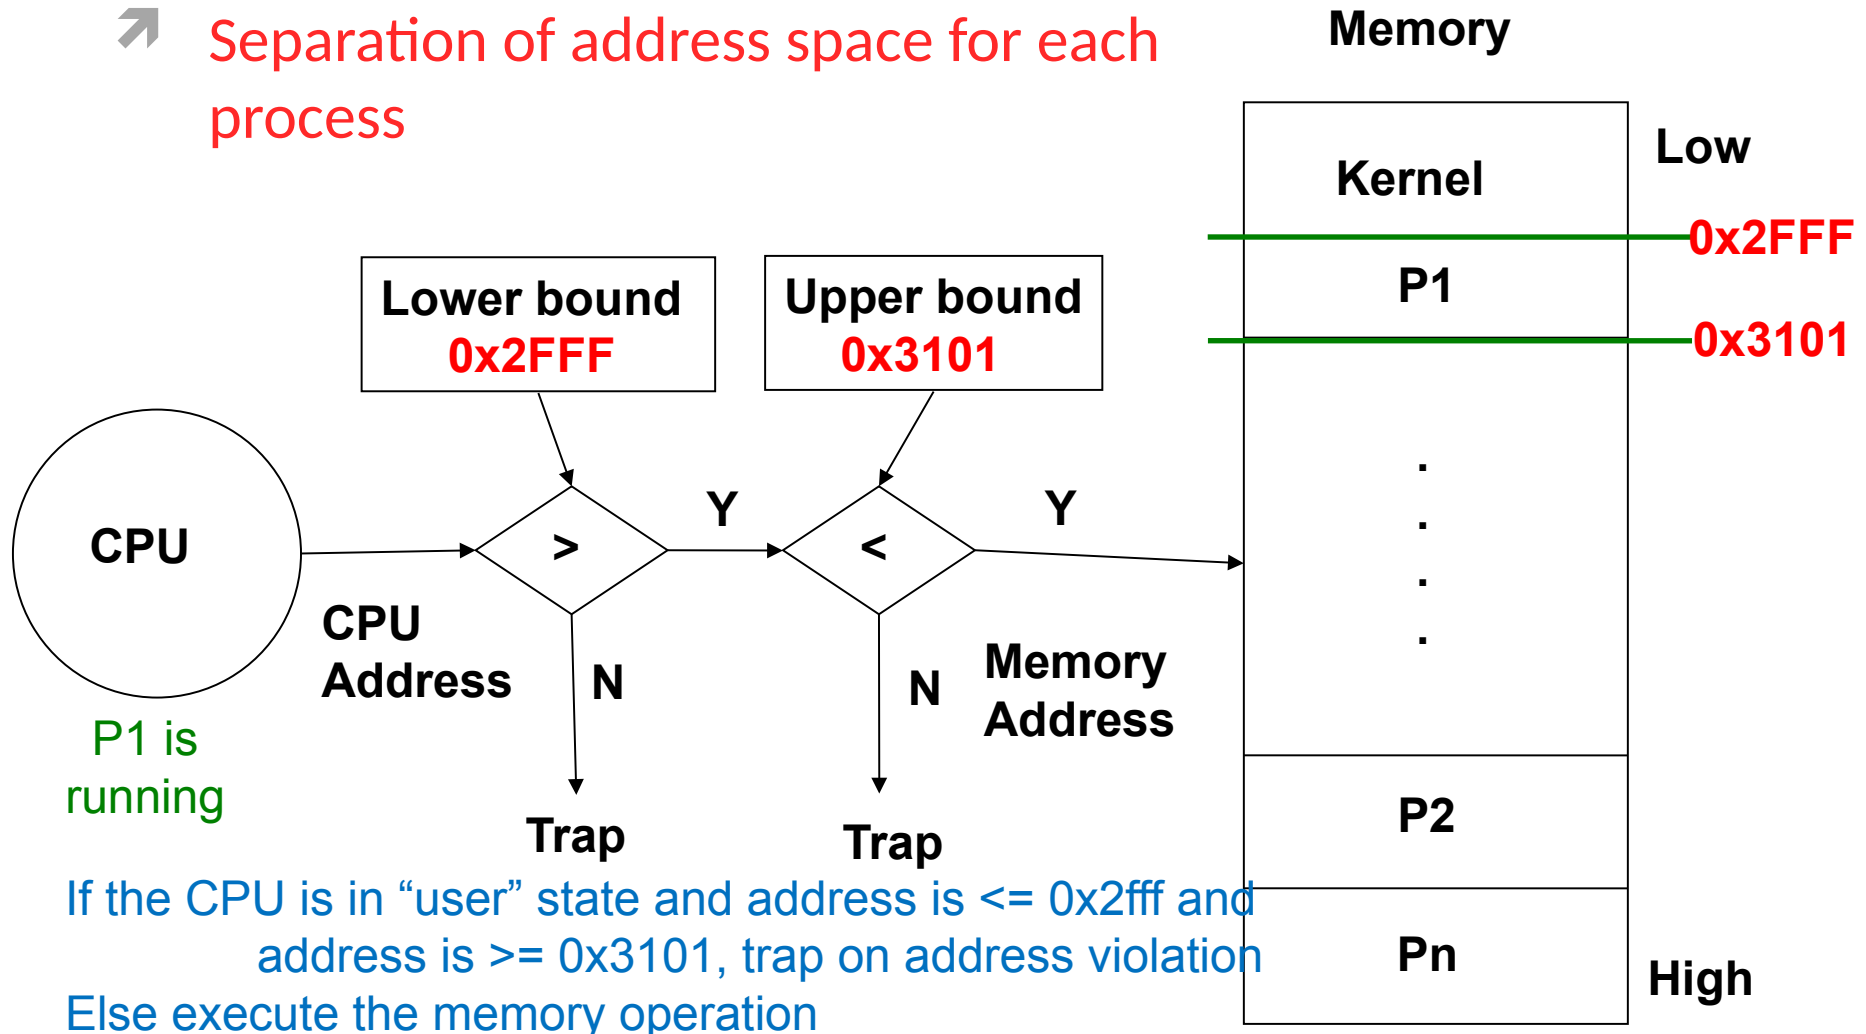 Separation of address space for each
process
Memory
Low
Kernel
0x2FFF
P1
0x3101
Lower bound
0x2FFF
Upper bound
0x3101
.
.
.
.
CPU
>
Y
<
Y
CPU
Address
N
N
Memory
Address
P1 is
running
Trap
Trap
P2
Pn
High
If the CPU is in “user” state and address is <= 0x2fff and
address is >= 0x3101, trap on address violation
Else execute the memory operation